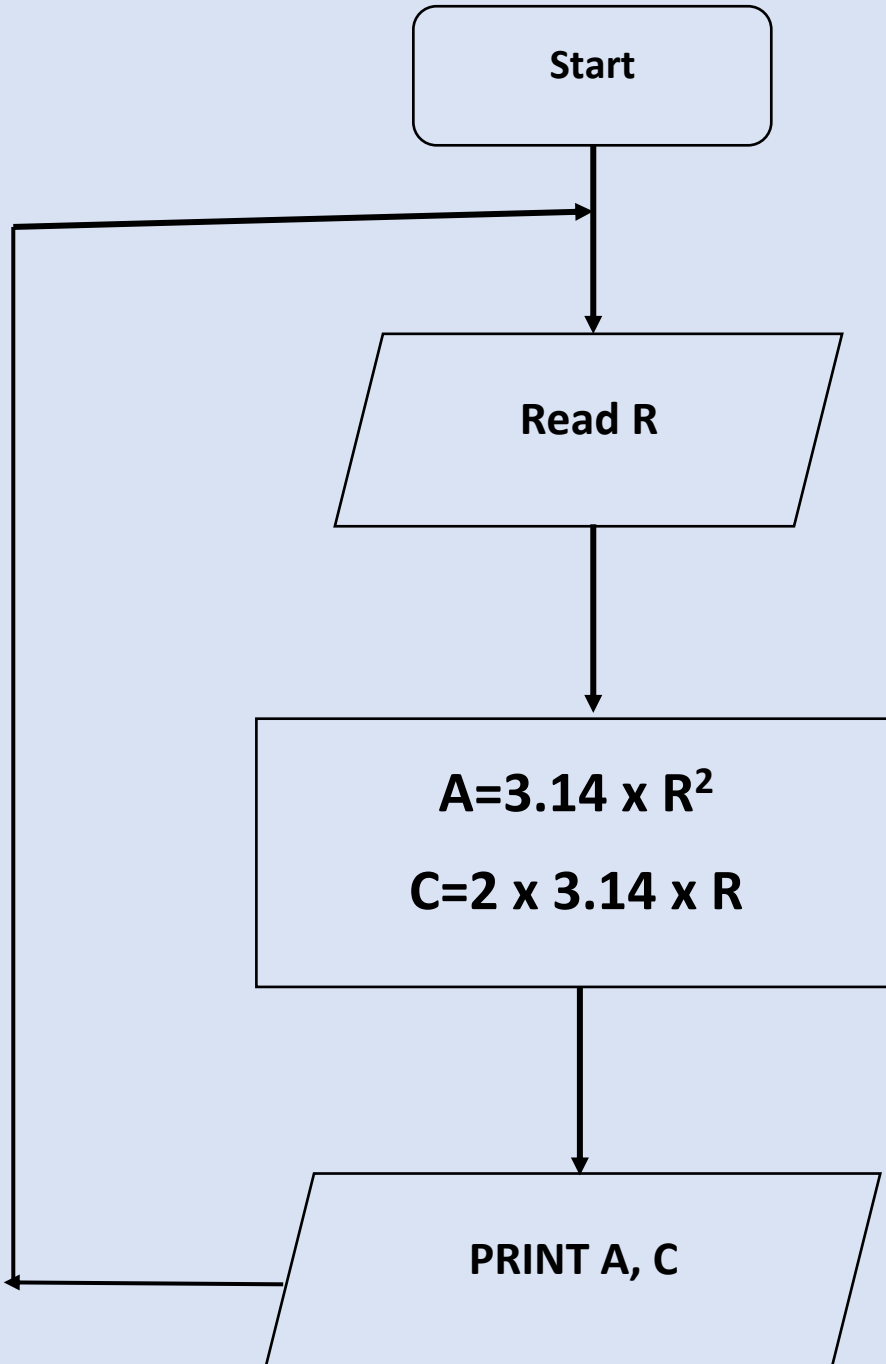 Start
Read R
A=3.14 x R²
C=2 x 3.14 x R
PRINT A, C